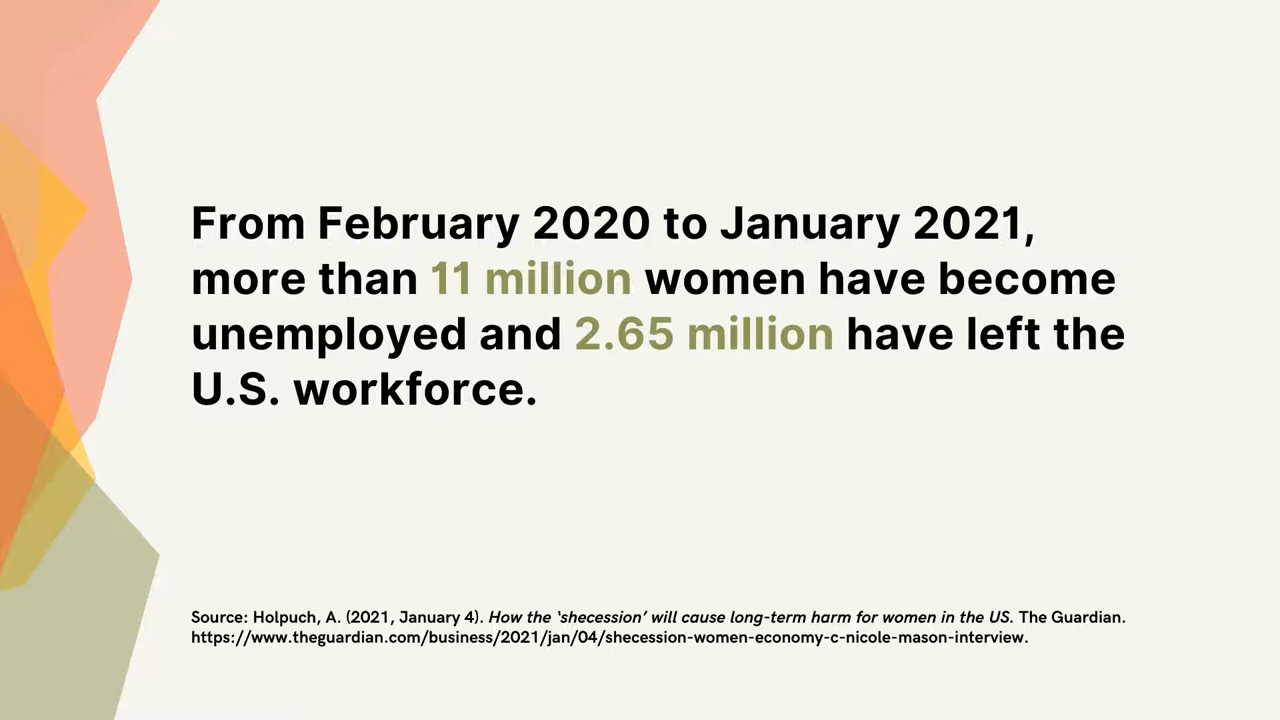 From February 2020 to January 2021,
more than 11 million women have become
unemployed and 2.65 million have left the
U.S. workforce.
Source: Holpuch, A. (2021, January 4). How the ‘shecession’ will cause long-term harm for women in the US. The Guardian.
https://www.theguardian.com/business/2021/jan/04/shecession-women-economy-c-nicole-mason-interview.